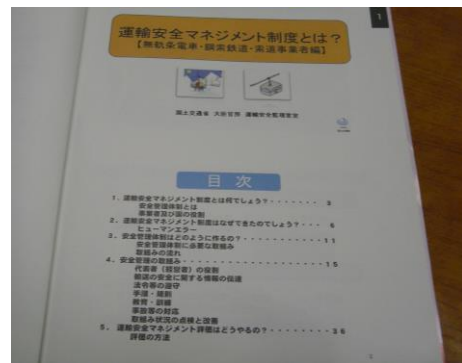 1
運輸安全マネジメント制度とは?
【無軌条電車・鋼索鉄道・索道事業者編】
国土交通省 大臣官房 運輸安全監理官室
目 次
1. 運輸安全マネジメント制度とは何でしょう?・・・・・・・・ 3
安全管理体制とは
事業者及び国の役割
2. 運輸安全マネジメント制度はなぜできたのでしょう?・・・ 6
ヒューマンエラー
3. 安全管理体制はどのように作るの?・・・・・・・・・・・11
安全管理体制に必要な取組み
取組みの流れ
4. 安全管理の取組み・・・・・・・・・・・・・・・・・・・15
代表者(経営者)の役割
輸送の安全に関する情報の伝達
法令等の遵守
手順・規則
教育・訓練
事故等の対応
取組み状況の点検と改善
5. 運輸安全マネジメント評価はどうやるの?・・・・・・・・36
評価の方法